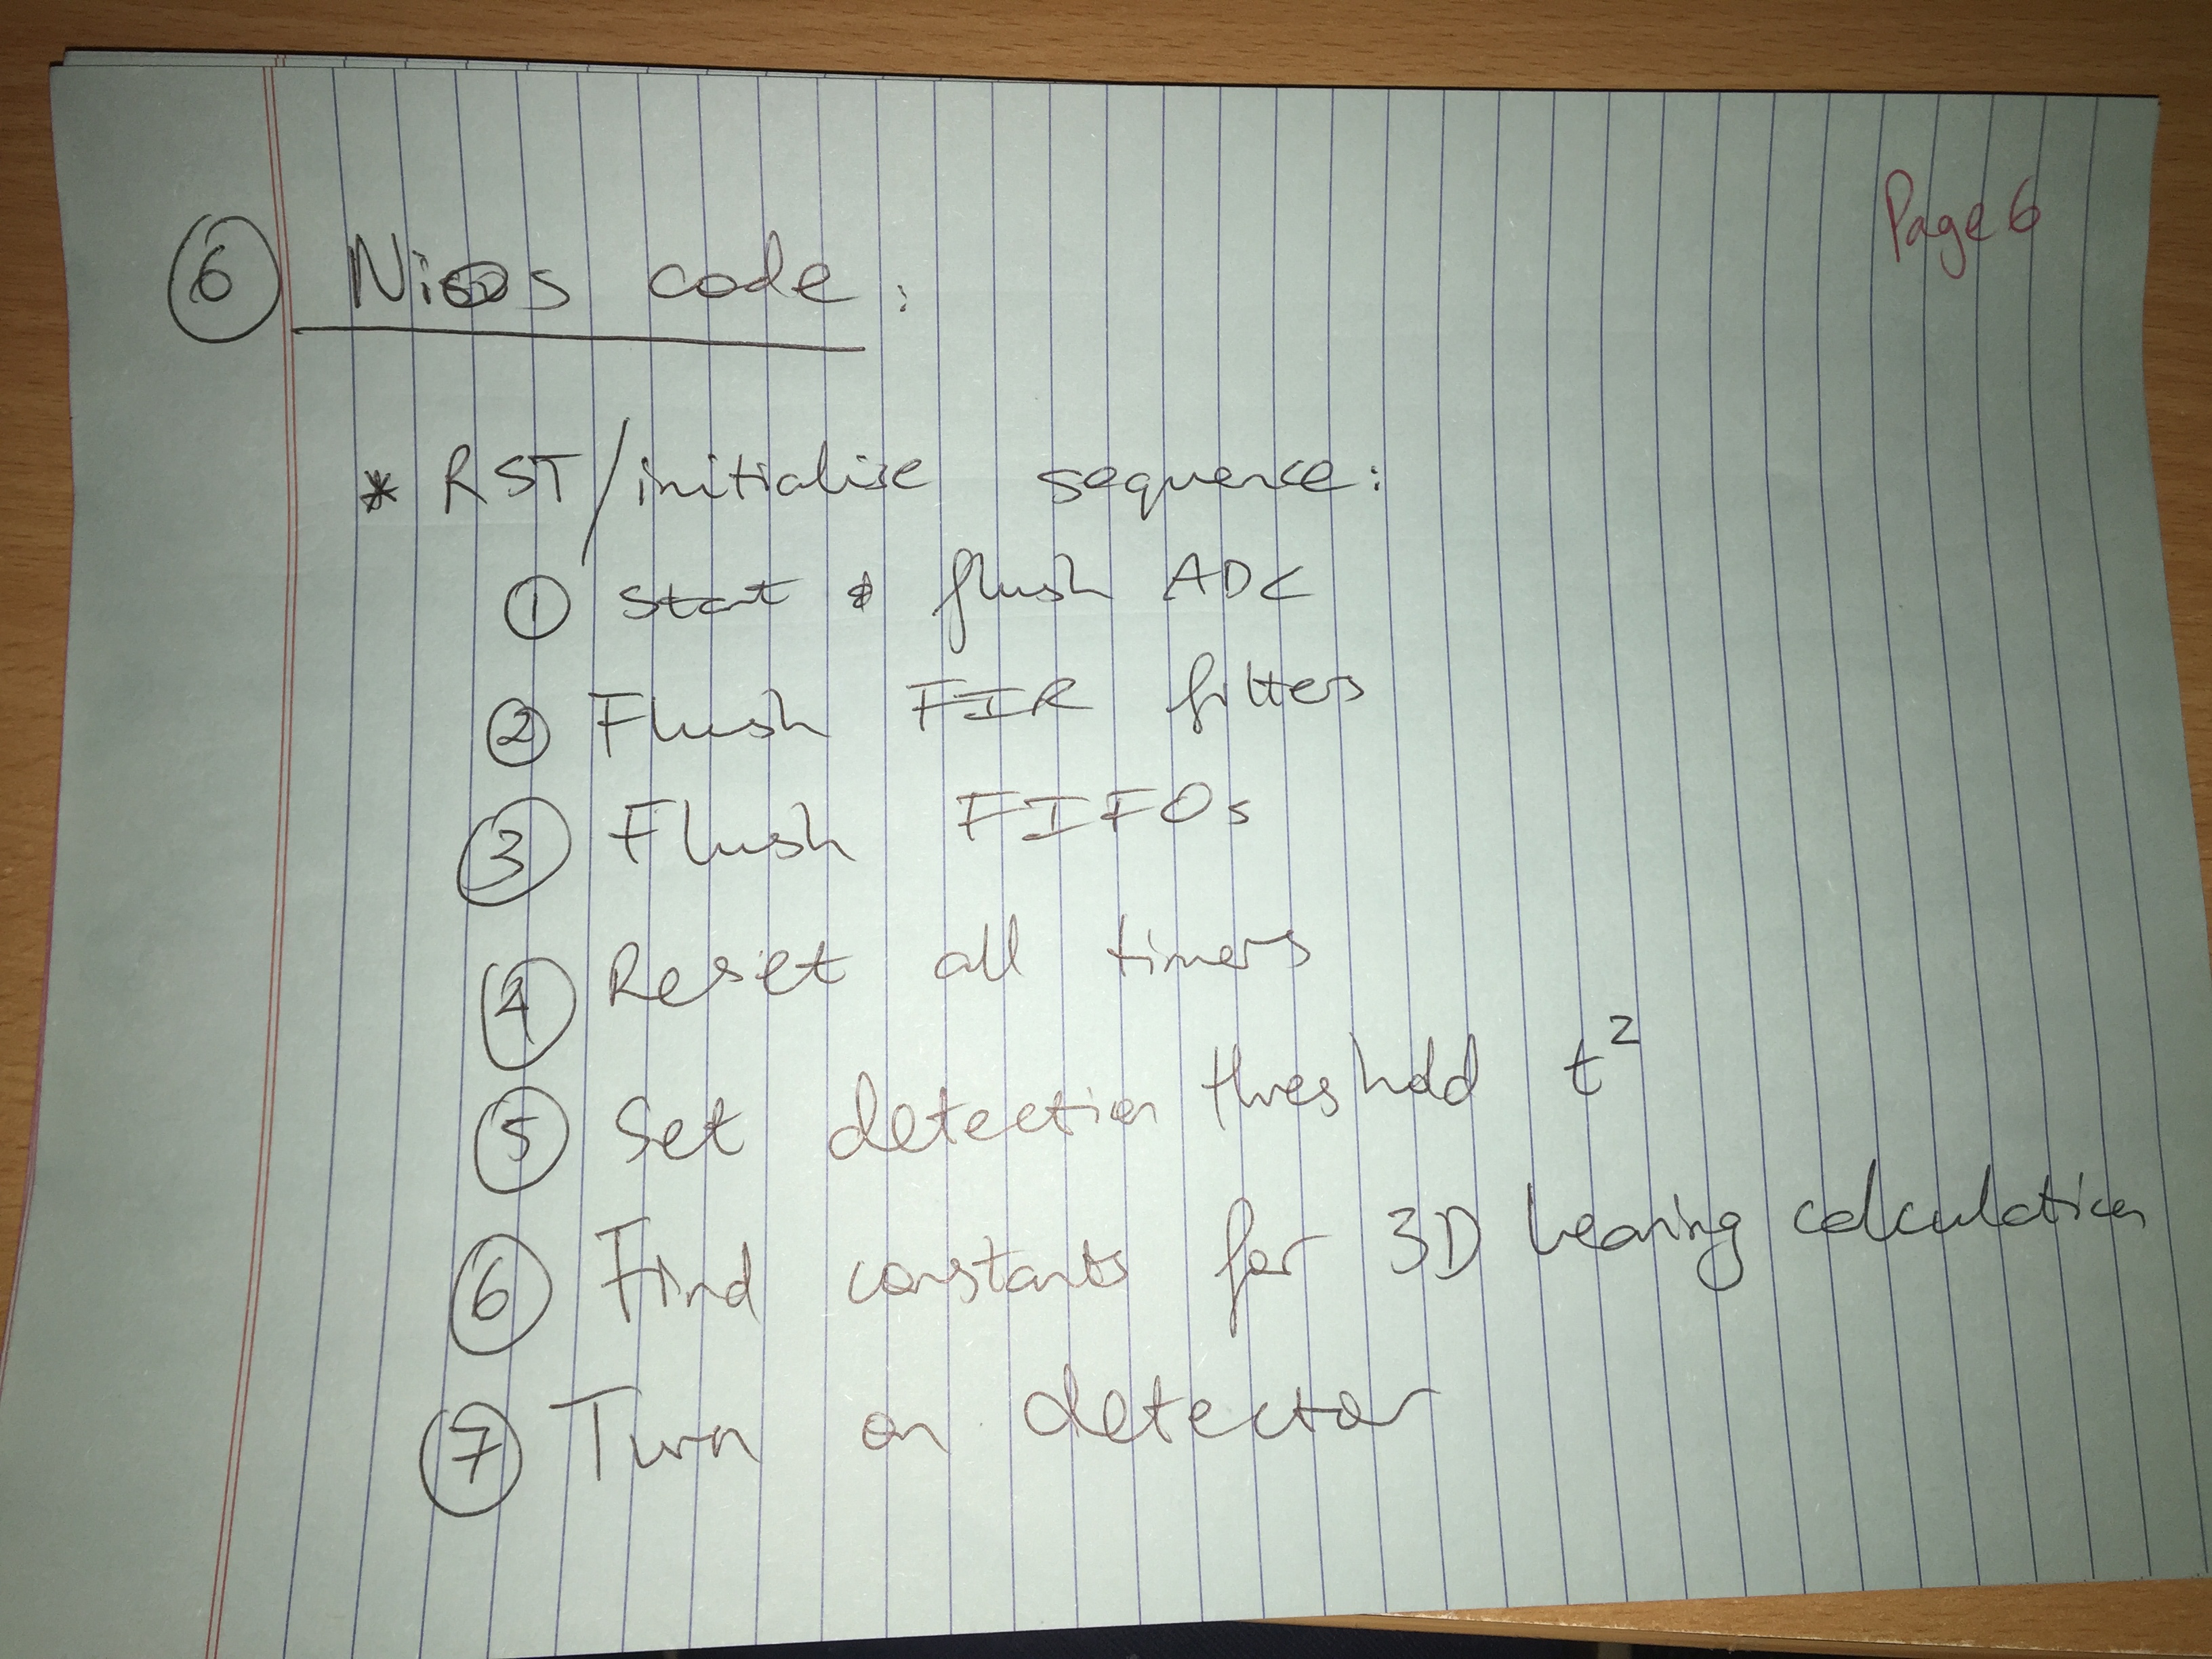 Page 6
⑥ Nios code:
* RST/initialise sequence:
① start & flush ADC
② Flush FIR filters
③ Flush FIFOs
④ Reset all timers
⑤ Set detection threshold t²
⑥ Find constants for 3D bearing calculation
⑦ Turn on detector